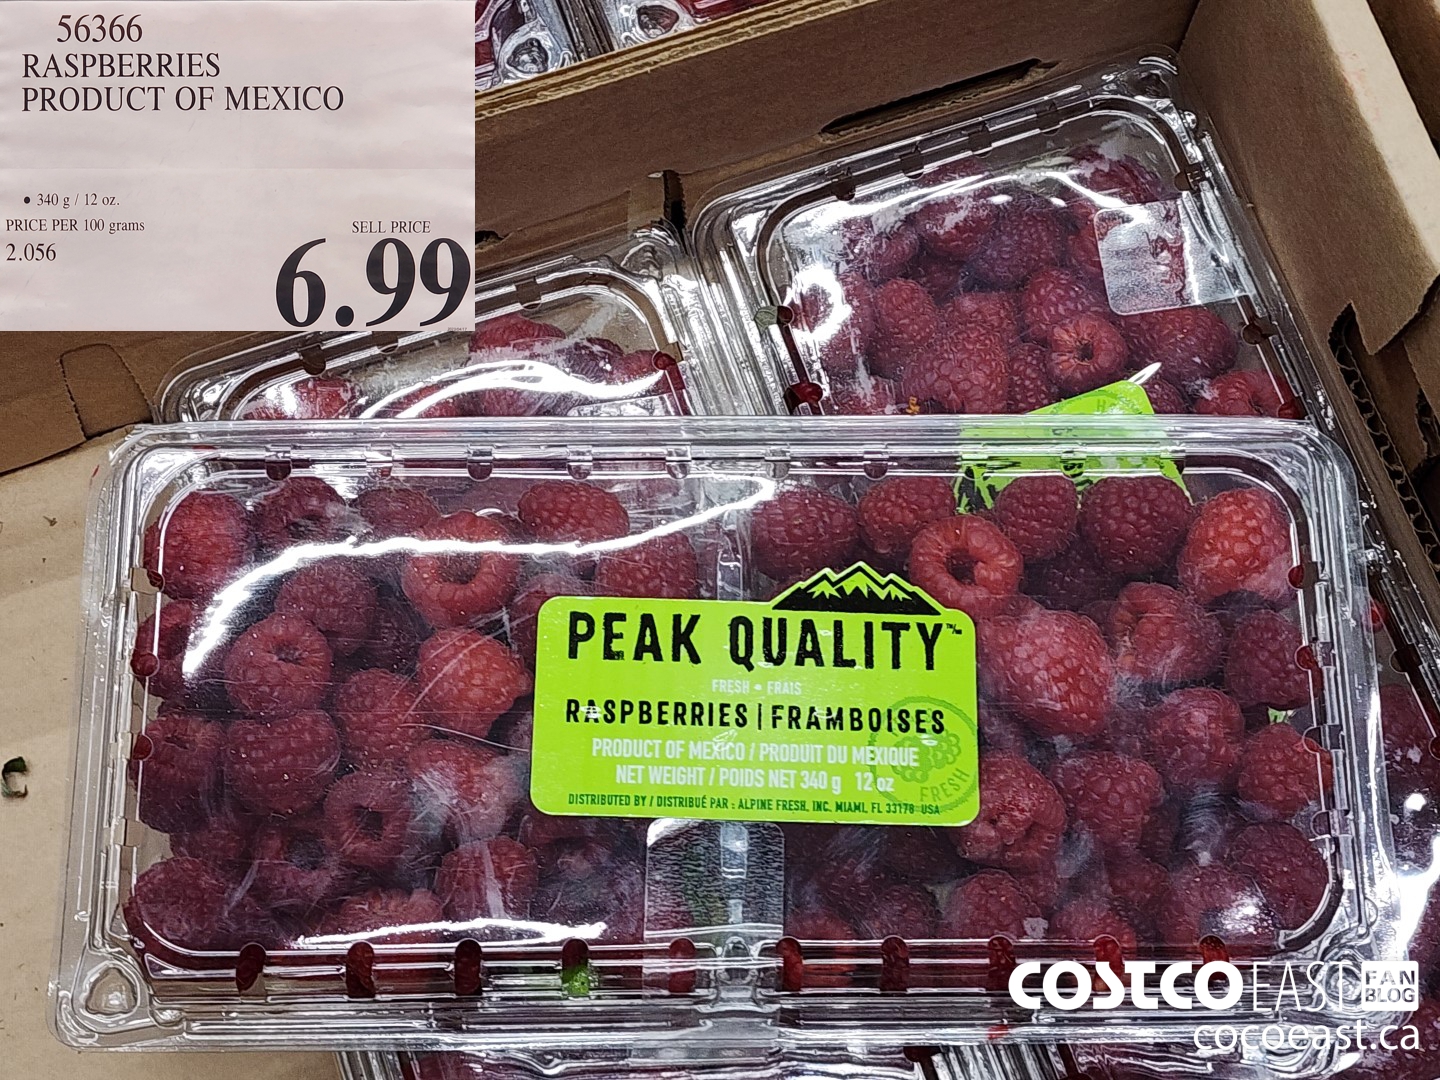 56366
RASPBERRIES
PRODUCT OF MEXICO
• 340 g / 12 oz.
PRICE PER 100 grams
2.056
SELL PRICE
6.99
PEAK QUALITY
FRESH • FRAIS
RASPBERRIES | FRAMBOISES
PRODUCT OF MEXICO / PRODUIT DU MEXIQUE
NET WEIGHT / POIDS NET 340 g 12 oz
FRESH
DISTRIBUTED BY / DISTRIBUÉ PAR : ALPINE FRESH, INC. MIAMI, FL 33178 USA
COSTCO EAST FAN BLOG
cocoeast.ca